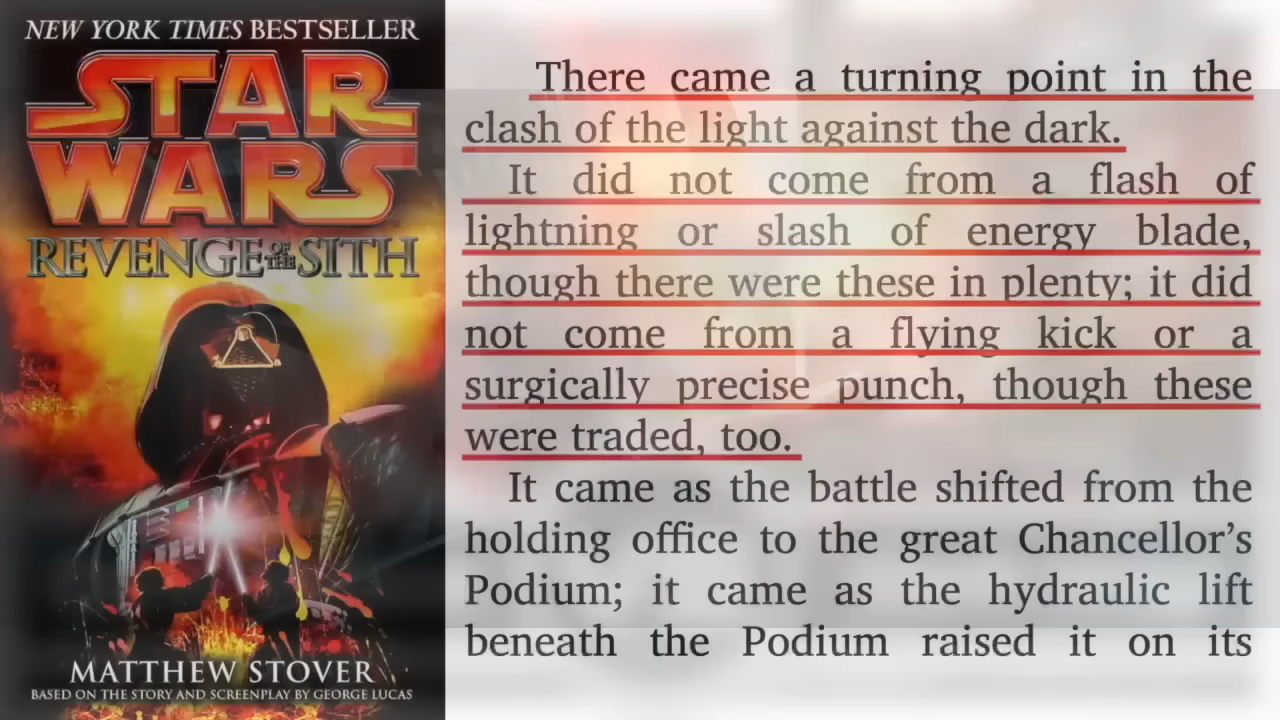 NEW YORK TIMES BESTSELLER
STAR
WARS
REVENGE OF THE SITH
MATTHEW STOVER
BASED ON THE STORY AND SCREENPLAY BY GEORGE LUCAS
There came a turning point in the
clash of the light against the dark.
It did not come from a flash of
lightning or slash of energy blade,
though there were these in plenty; it did
not come from a flying kick or a
surgically precise punch, though these
were traded, too.
It came as the battle shifted from the
holding office to the great Chancellor’s
Podium; it came as the hydraulic lift
beneath the Podium raised it on its